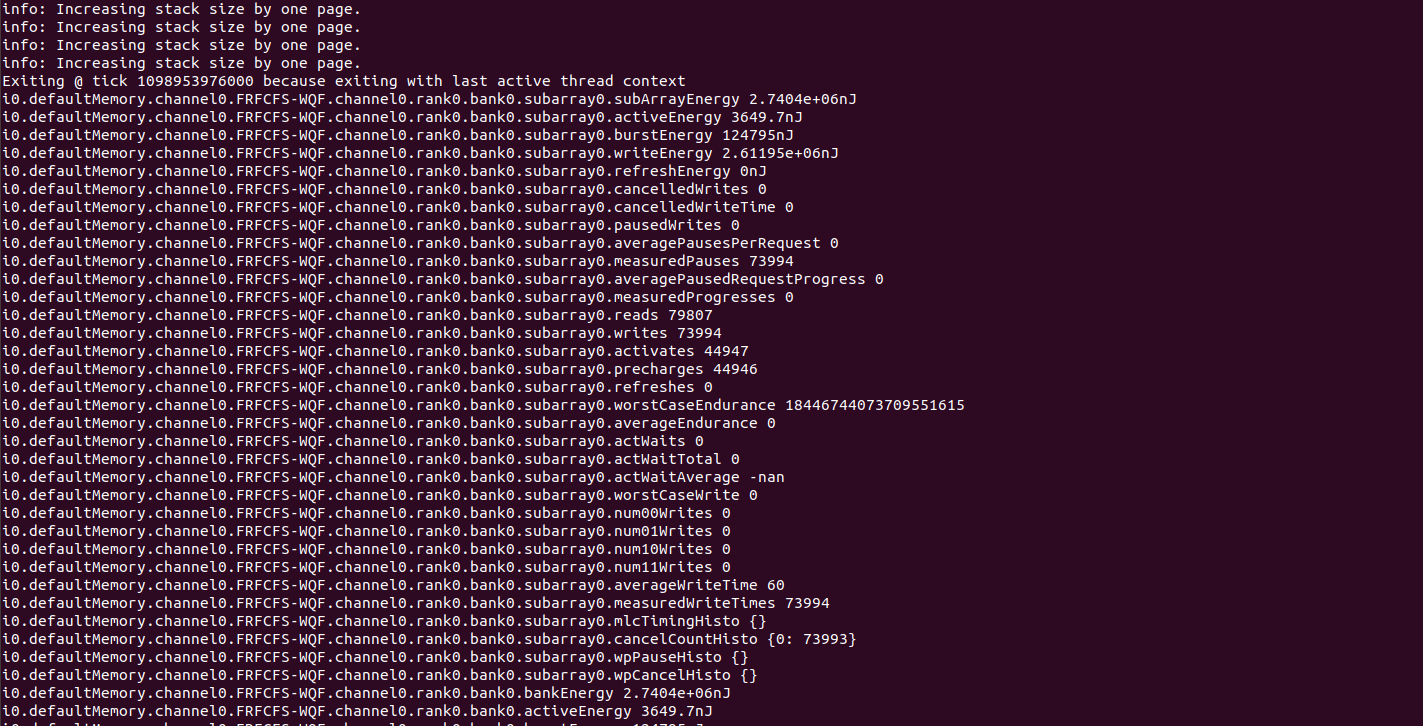 info: Increasing stack size by one page.
info: Increasing stack size by one page.
info: Increasing stack size by one page.
info: Increasing stack size by one page.
Exiting @ tick 1098953976000 because exiting with last active thread context
i0.defaultMemory.channel0.FRFCFS-WQF.channel0.rank0.bank0.subarray0.subArrayEnergy 2.7404e+06nJ
i0.defaultMemory.channel0.FRFCFS-WQF.channel0.rank0.bank0.subarray0.activeEnergy 3649.7nJ
i0.defaultMemory.channel0.FRFCFS-WQF.channel0.rank0.bank0.subarray0.burstEnergy 124795nJ
i0.defaultMemory.channel0.FRFCFS-WQF.channel0.rank0.bank0.subarray0.writeEnergy 2.61195e+06nJ
i0.defaultMemory.channel0.FRFCFS-WQF.channel0.rank0.bank0.subarray0.refreshEnergy 0nJ
i0.defaultMemory.channel0.FRFCFS-WQF.channel0.rank0.bank0.subarray0.cancelledWrites 0
i0.defaultMemory.channel0.FRFCFS-WQF.channel0.rank0.bank0.subarray0.cancelledWriteTime 0
i0.defaultMemory.channel0.FRFCFS-WQF.channel0.rank0.bank0.subarray0.pausedWrites 0
i0.defaultMemory.channel0.FRFCFS-WQF.channel0.rank0.bank0.subarray0.averagePausesPerRequest 0
i0.defaultMemory.channel0.FRFCFS-WQF.channel0.rank0.bank0.subarray0.measuredPauses 73994
i0.defaultMemory.channel0.FRFCFS-WQF.channel0.rank0.bank0.subarray0.averagePausedRequestProgress 0
i0.defaultMemory.channel0.FRFCFS-WQF.channel0.rank0.bank0.subarray0.measuredProgresses 0
i0.defaultMemory.channel0.FRFCFS-WQF.channel0.rank0.bank0.subarray0.reads 79807
i0.defaultMemory.channel0.FRFCFS-WQF.channel0.rank0.bank0.subarray0.writes 73994
i0.defaultMemory.channel0.FRFCFS-WQF.channel0.rank0.bank0.subarray0.activates 44947
i0.defaultMemory.channel0.FRFCFS-WQF.channel0.rank0.bank0.subarray0.precharges 44946
i0.defaultMemory.channel0.FRFCFS-WQF.channel0.rank0.bank0.subarray0.refreshes 0
i0.defaultMemory.channel0.FRFCFS-WQF.channel0.rank0.bank0.subarray0.worstCaseEndurance 18446744073709551615
i0.defaultMemory.channel0.FRFCFS-WQF.channel0.rank0.bank0.subarray0.averageEndurance 0
i0.defaultMemory.channel0.FRFCFS-WQF.channel0.rank0.bank0.subarray0.actWaits 0
i0.defaultMemory.channel0.FRFCFS-WQF.channel0.rank0.bank0.subarray0.actWaitTotal 0
i0.defaultMemory.channel0.FRFCFS-WQF.channel0.rank0.bank0.subarray0.actWaitAverage -nan
i0.defaultMemory.channel0.FRFCFS-WQF.channel0.rank0.bank0.subarray0.worstCaseWrite 0
i0.defaultMemory.channel0.FRFCFS-WQF.channel0.rank0.bank0.subarray0.num00Writes 0
i0.defaultMemory.channel0.FRFCFS-WQF.channel0.rank0.bank0.subarray0.num01Writes 0
i0.defaultMemory.channel0.FRFCFS-WQF.channel0.rank0.bank0.subarray0.num10Writes 0
i0.defaultMemory.channel0.FRFCFS-WQF.channel0.rank0.bank0.subarray0.num11Writes 0
i0.defaultMemory.channel0.FRFCFS-WQF.channel0.rank0.bank0.subarray0.averageWriteTime 60
i0.defaultMemory.channel0.FRFCFS-WQF.channel0.rank0.bank0.subarray0.measuredWriteTimes 73994
i0.defaultMemory.channel0.FRFCFS-WQF.channel0.rank0.bank0.subarray0.mlcTimingHisto {}
i0.defaultMemory.channel0.FRFCFS-WQF.channel0.rank0.bank0.subarray0.cancelCountHisto {0: 73993}
i0.defaultMemory.channel0.FRFCFS-WQF.channel0.rank0.bank0.subarray0.wpPauseHisto {}
i0.defaultMemory.channel0.FRFCFS-WQF.channel0.rank0.bank0.subarray0.wpCancelHisto {}
i0.defaultMemory.channel0.FRFCFS-WQF.channel0.rank0.bank0.bankEnergy 2.7404e+06nJ
i0.defaultMemory.channel0.FRFCFS-WQF.channel0.rank0.bank0.activeEnergy 3649.7nJ